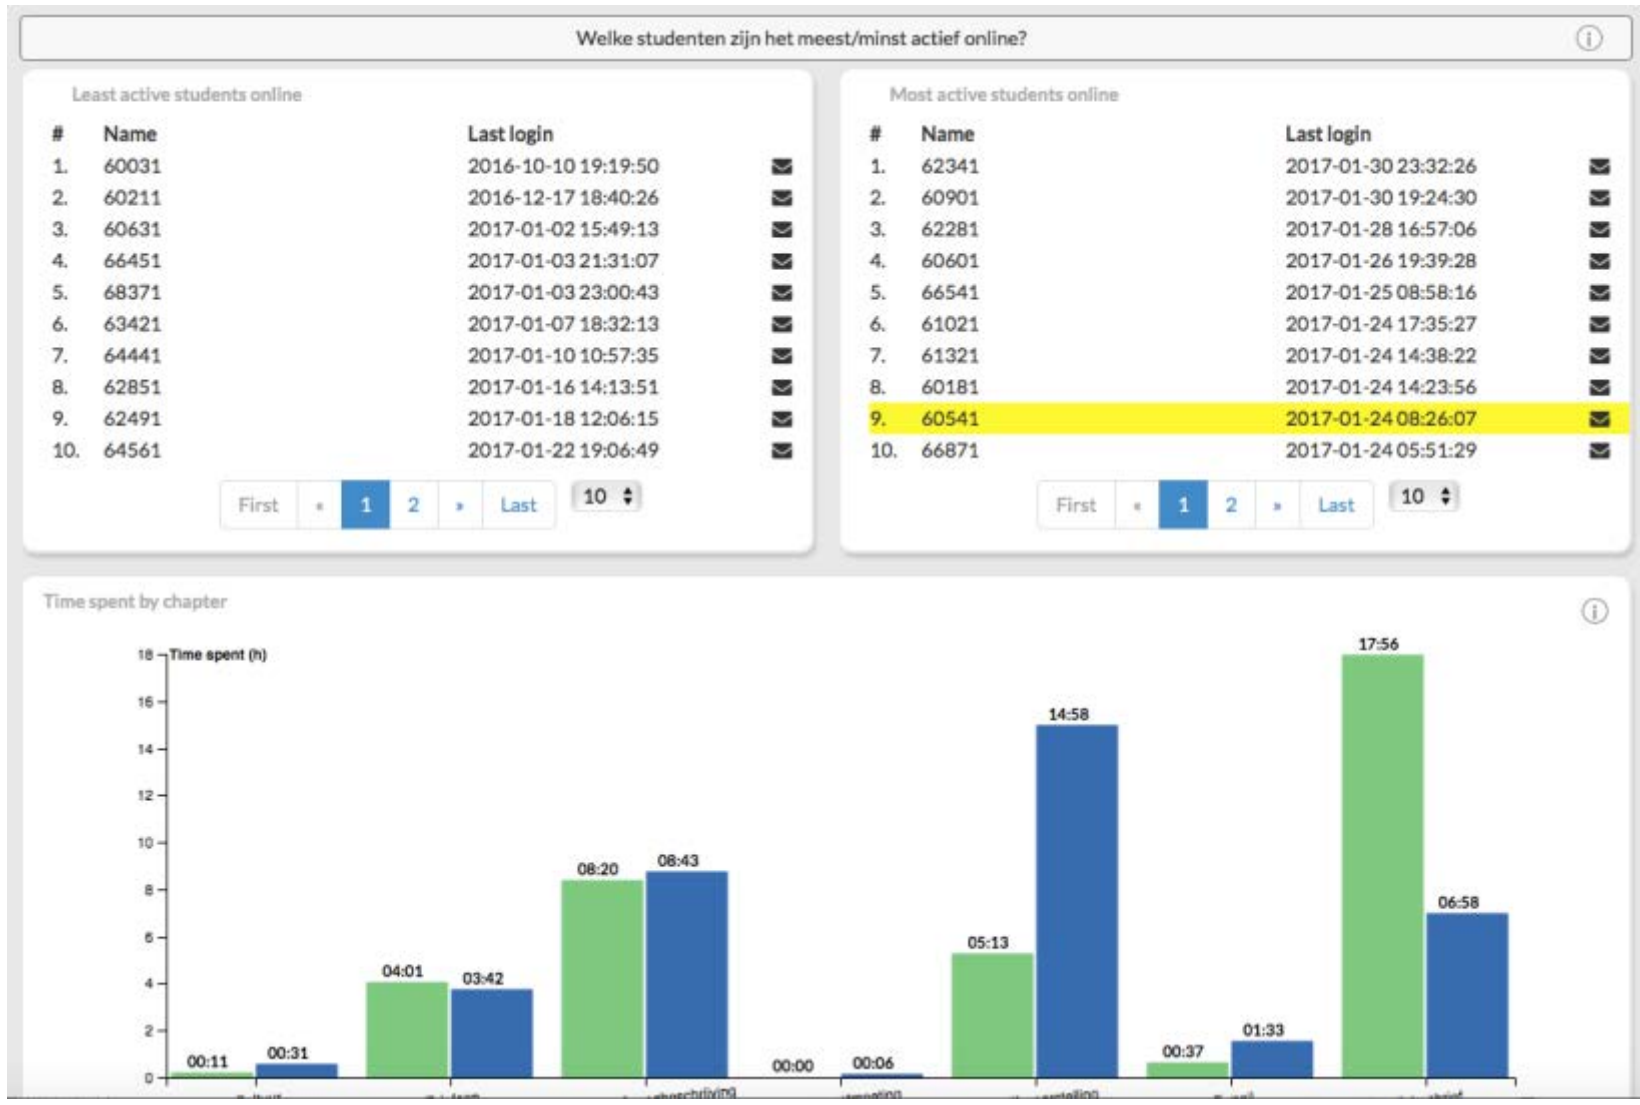 Welke studenten zijn het meest/minst actief online?
Least active students online
# Name Last login
1. 60031 2016-10-10 19:19:50
2. 60211 2016-12-17 18:40:26
3. 60631 2017-01-02 15:49:13
4. 66451 2017-01-03 21:31:07
5. 68371 2017-01-03 23:00:43
6. 63421 2017-01-07 18:32:13
7. 64441 2017-01-10 10:57:35
8. 62851 2017-01-16 14:13:51
9. 62491 2017-01-18 12:06:15
10. 64561 2017-01-22 19:06:49
First « 1 2 » Last 10
Most active students online
# Name Last login
1. 62341 2017-01-30 23:32:26
2. 60901 2017-01-30 19:24:30
3. 62281 2017-01-28 16:57:06
4. 60601 2017-01-26 19:39:28
5. 66541 2017-01-25 08:58:16
6. 61021 2017-01-24 17:35:27
7. 61321 2017-01-24 14:38:22
8. 60181 2017-01-24 14:23:56
9. 60541 2017-01-24 08:26:07
10. 66871 2017-01-24 05:51:29
First « 1 2 » Last 10
Time spent by chapter
Time spent (h)
18
16
14
12
10
8
6
4
2
0
00:11 00:31
04:01 03:42
08:20 08:43
00:00 00:06
05:13 14:58
00:37 01:33
17:56 06:58